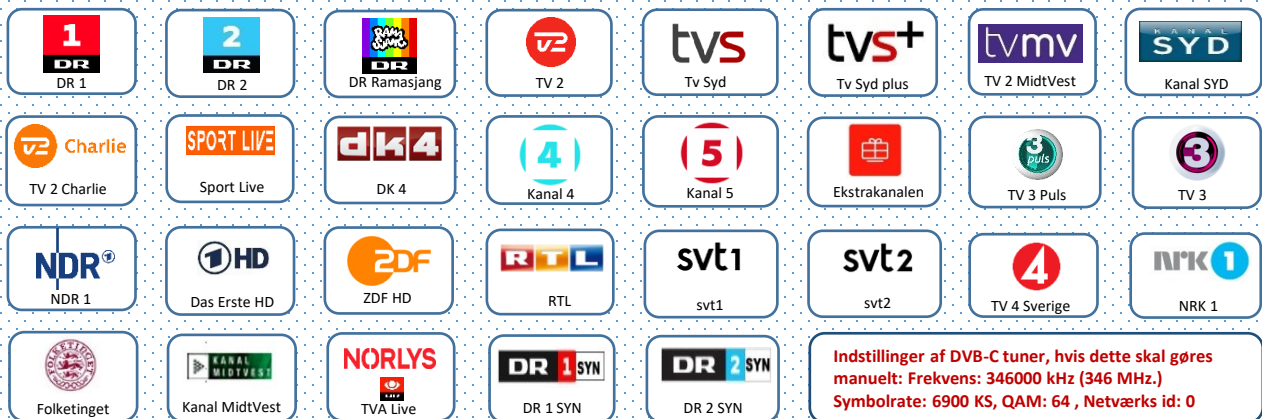 1
DR
DR 1
2
DR
DR 2
RAM
SJANG
DR
DR Ramasjang
2
TV 2
tvs
Tv Syd
tvs+
Tv Syd plus
tvmv
TV 2 MidtVest
KANAL
SYD
Kanal SYD
2 Charlie
TV 2 Charlie
SPORT LIVE
Sport Live
dk4
DK 4
4
Kanal 4
5
Kanal 5
Ekstrakanalen
3
puls
TV 3 Puls
3
TV 3
NDR
NDR 1
1 HD
Das Erste HD
2DF
ZDF HD
RTL
RTL
svt1
svt1
svt2
svt2
4
TV 4 Sverige
nrk 1
NRK 1
FOLKETINGET
Folketinget
KANAL
MIDTVEST
Kanal MidtVest
NORLYS
TVA Live
DR 1 SYN
DR 1 SYN
DR 2 SYN
DR 2 SYN
Indstillinger af DVB-C tuner, hvis dette skal gøres
manuelt: Frekvens: 346000 kHz (346 MHz.)
Symbolrate: 6900 KS, QAM: 64 , Netværks id: 0